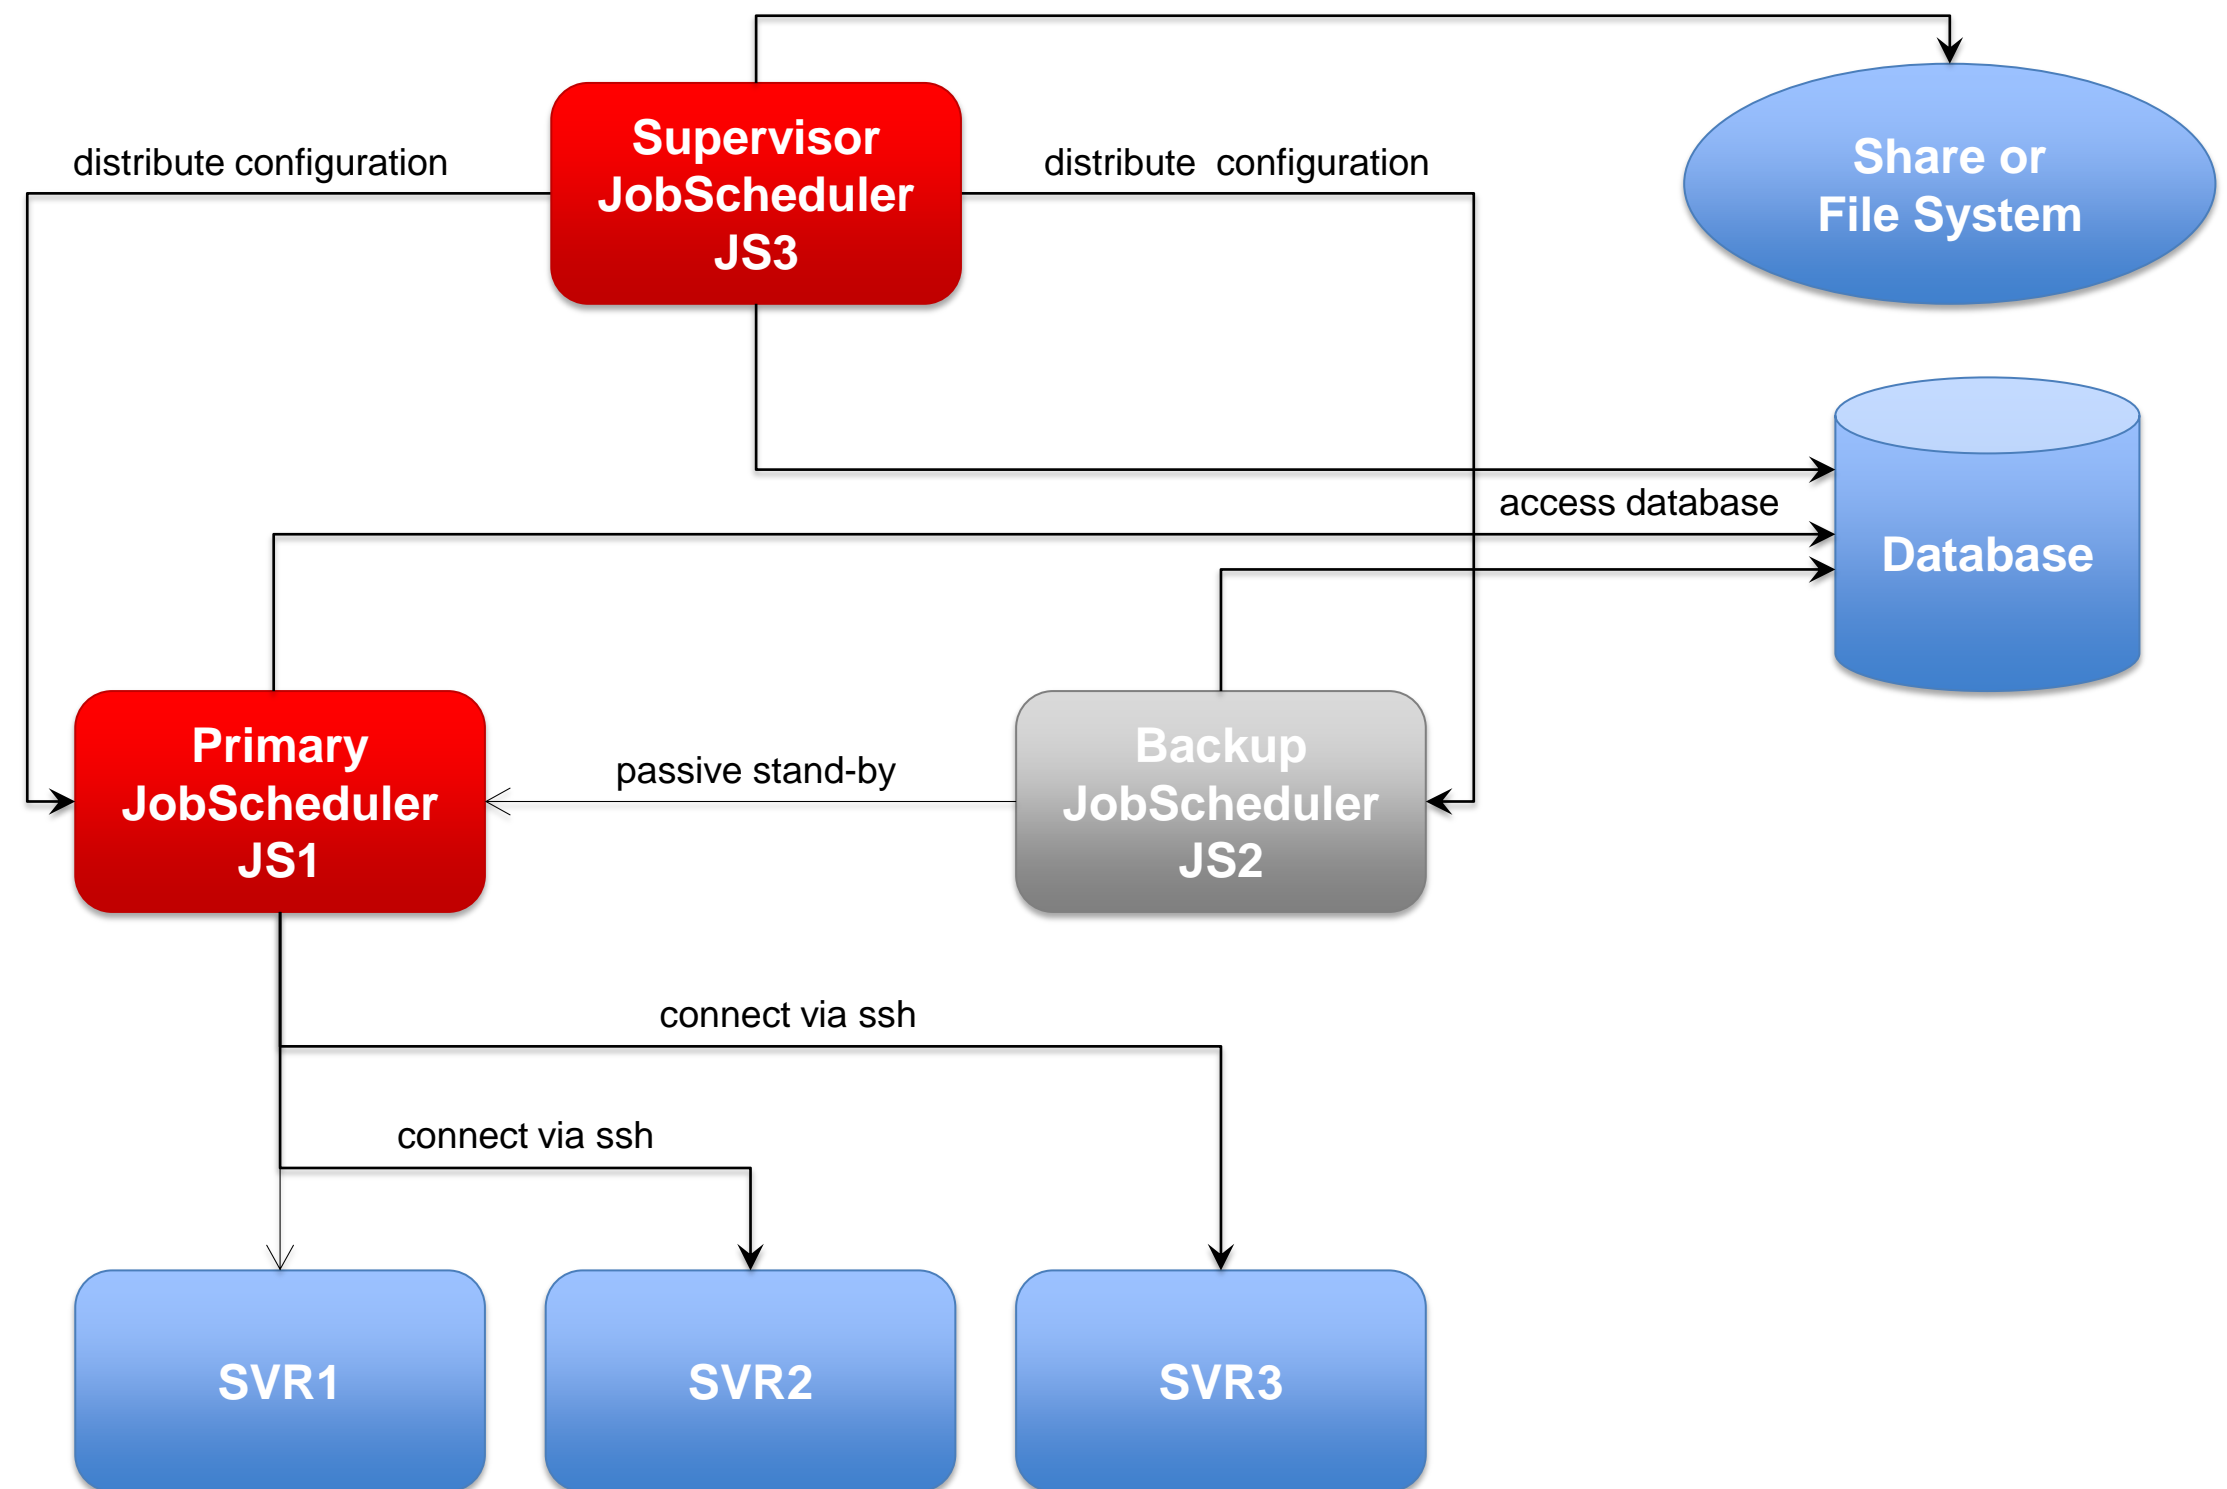 Supervisor
JobScheduler
JS3
distribute configuration
distribute  configuration
Share or
File System
access database
Database
Primary
JobScheduler
JS1
passive stand-by
Backup
JobScheduler
JS2
connect via ssh
connect via ssh
SVR1
SVR2
SVR3